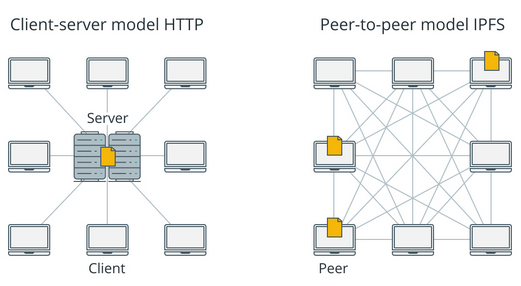 Client-server model HTTP
Peer-to-peer model IPFS
Server
Client
Peer